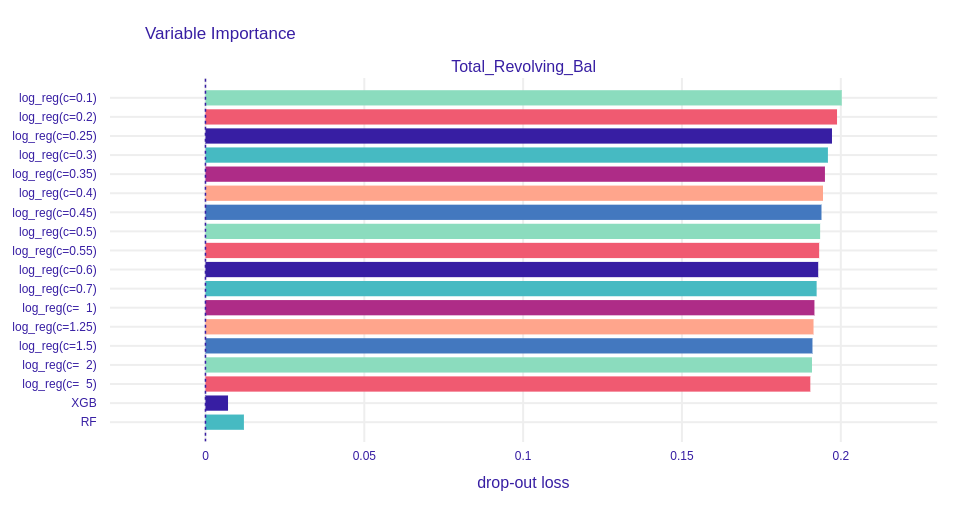 Variable Importance
Total_Revolving_Bal
log_reg(c=0.1)
log_reg(c=0.2)
log_reg(c=0.25)
log_reg(c=0.3)
log_reg(c=0.35)
log_reg(c=0.4)
log_reg(c=0.45)
log_reg(c=0.5)
log_reg(c=0.55)
log_reg(c=0.6)
log_reg(c=0.7)
log_reg(c=  1)
log_reg(c=1.25)
log_reg(c=1.5)
log_reg(c=  2)
log_reg(c=  5)
XGB
RF
0 0.05 0.1 0.15 0.2
drop-out loss